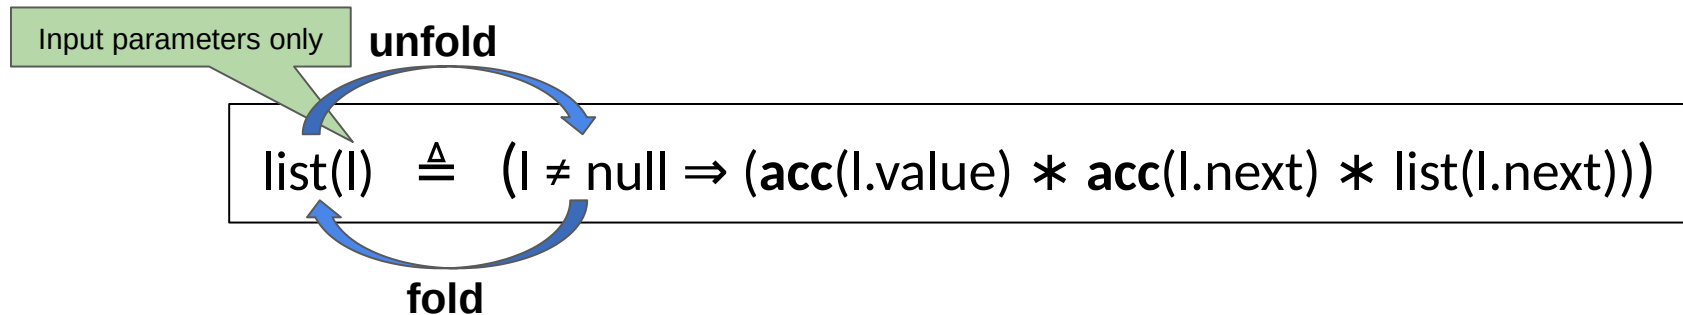 Input parameters only
unfold
list(l) ≜ (l ≠ null ⇒ (acc(l.value) ∗ acc(l.next) ∗ list(l.next)))
fold